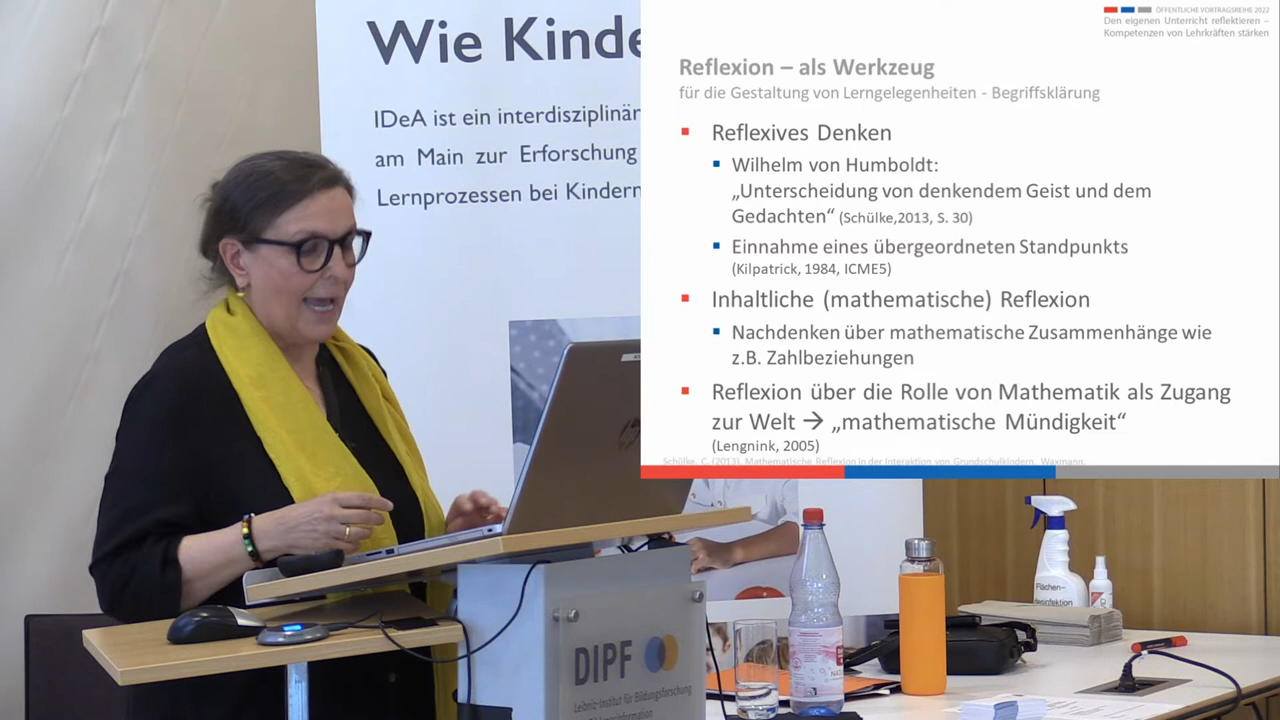 Wie Kinde
IDeA ist ein interdisziplinär
am Main zur Erforschung
Lernprozessen bei Kindern
ÖFFENTLICHE VORTRAGSREIHE 2022
Den eigenen Unterricht reflektieren –
Kompetenzen von Lehrkräften stärken
Reflexion – als Werkzeug
für die Gestaltung von Lerngelegenheiten - Begriffsklärung
Reflexives Denken
Wilhelm von Humboldt:
„Unterscheidung von denkendem Geist und dem
Gedachten“ (Schülke,2013, S. 30)
Einnahme eines übergeordneten Standpunkts
(Kilpatrick, 1984, ICME5)
Inhaltliche (mathematische) Reflexion
Nachdenken über mathematische Zusammenhänge wie
z.B. Zahlbeziehungen
Reflexion über die Rolle von Mathematik als Zugang
zur Welt → „mathematische Mündigkeit“
(Lengnink, 2005)
Schülke, C. (2013). Mathematische Reflexion in der Interaktion von Grundschulkindern. Waxmann.
Flächen-
desinfektion
DIPF
Leibniz-Institut für Bildungsforschung